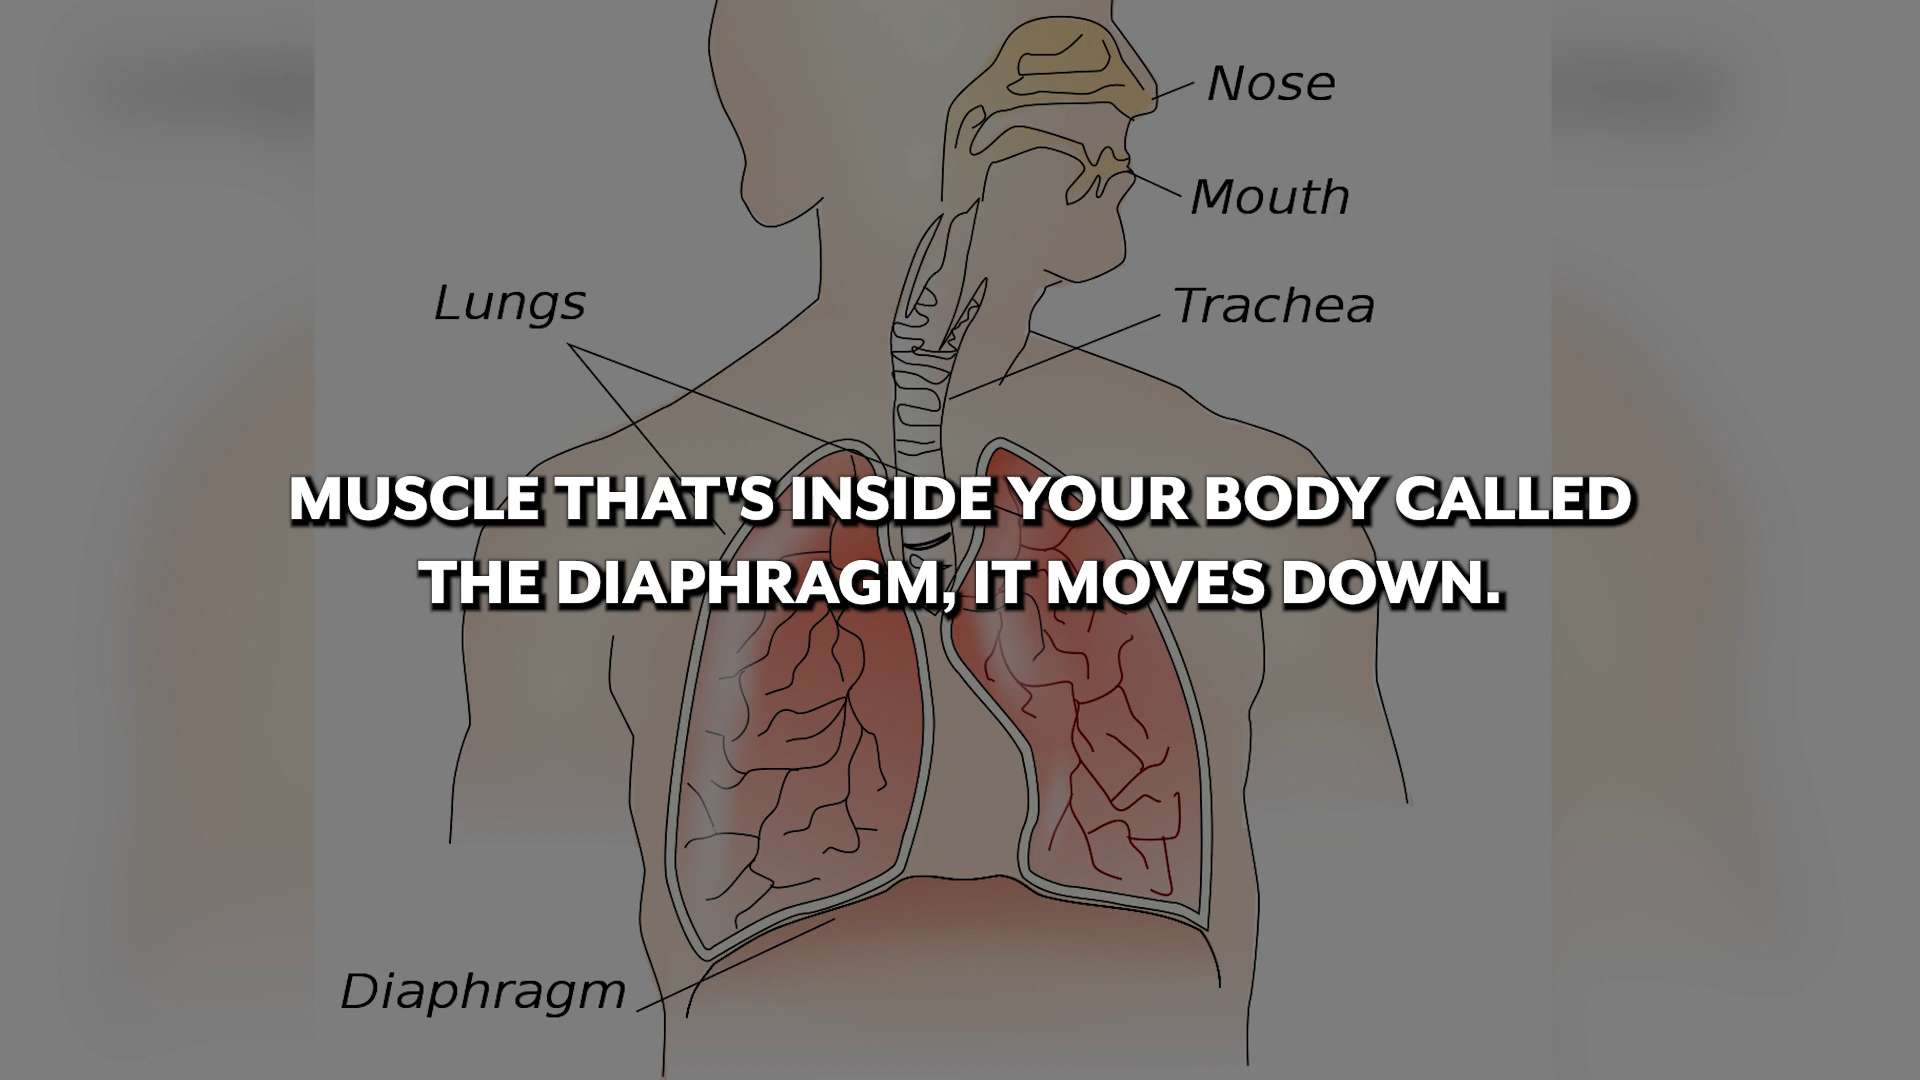 Nose
Mouth
Lungs
Trachea
MUSCLE THAT'S INSIDE YOUR BODY CALLED
THE DIAPHRAGM, IT MOVES DOWN.
Diaphragm